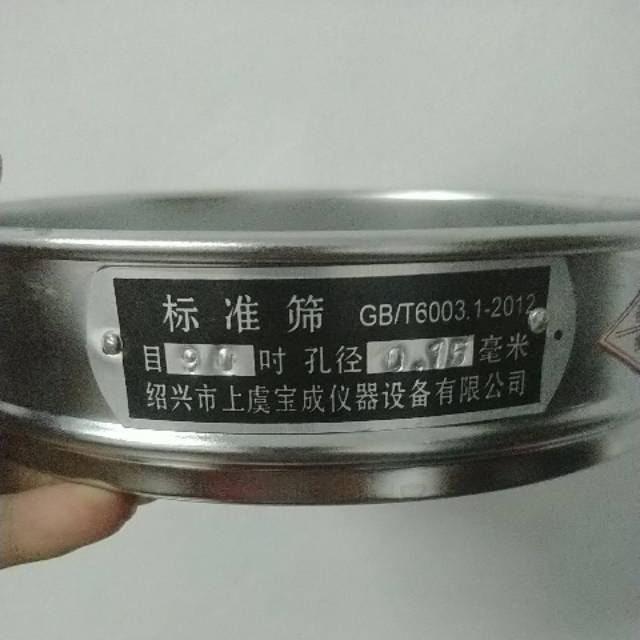 标准筛 GB/T6003.1-2012
目 90 吋 孔径 0.15 毫米
绍兴市上虞宝成仪器设备有限公司